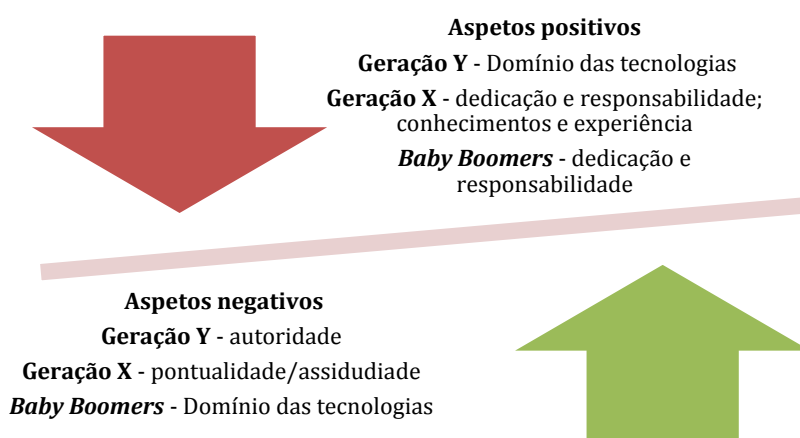 Aspetos positivos
Geração Y - Domínio das tecnologias
Geração X - dedicação e responsabilidade;
conhecimentos e experiência
Baby Boomers - dedicação e
responsabilidade
Aspetos negativos
Geração Y - autoridade
Geração X - pontualidade/assidudiade
Baby Boomers - Domínio das tecnologias